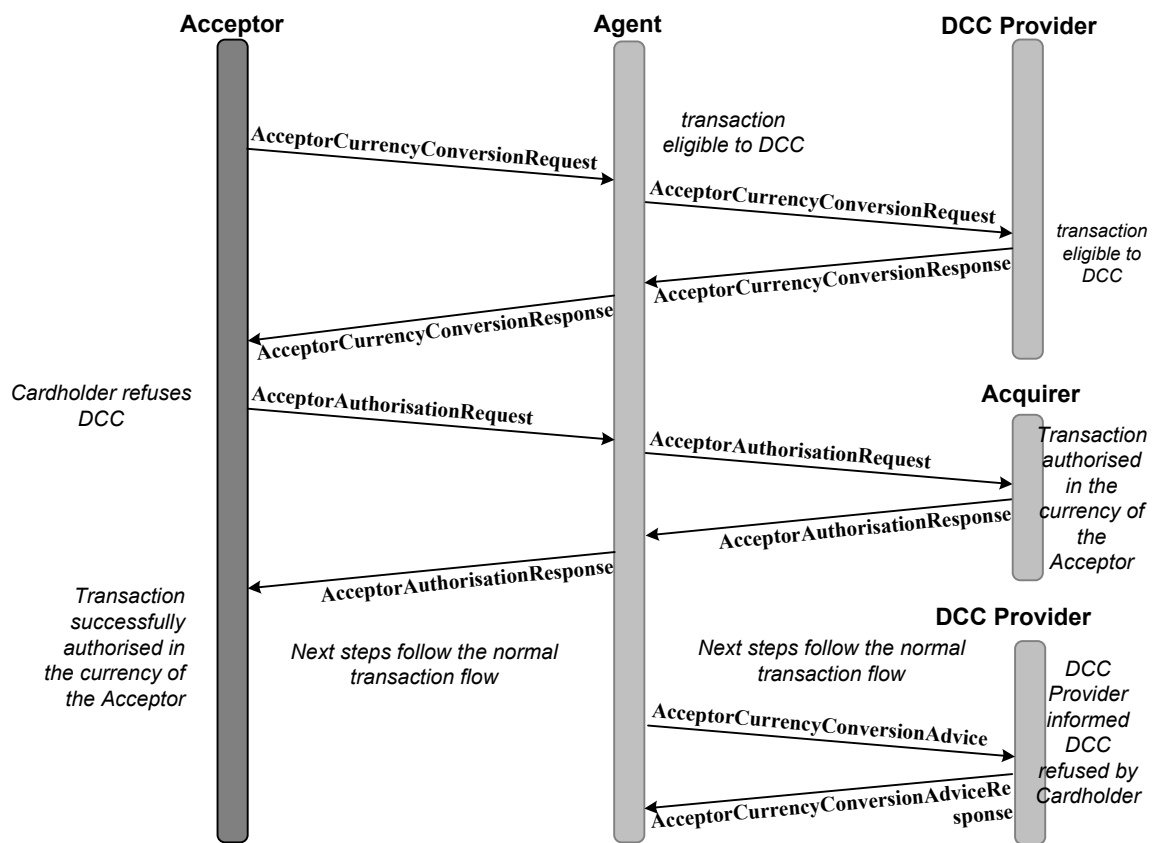 Acceptor
Agent
DCC Provider
AcceptorCurrencyConversionRequest
transaction
eligible to DCC
AcceptorCurrencyConversionRequest
transaction
eligible to
DCC
AcceptorCurrencyConversionResponse
AcceptorCurrencyConversionResponse
Cardholder refuses
DCC
AcceptorAuthorisationRequest
Acquirer
AcceptorAuthorisationRequest
Transaction
authorised
in the
currency of
the
Acceptor
AcceptorAuthorisationResponse
AcceptorAuthorisationResponse
Transaction
successfully
authorised in
the currency of
the Acceptor
Next steps follow the normal
transaction flow
Next steps follow the normal
transaction flow
DCC Provider
DCC
Provider
informed
DCC
refused by
Cardholder
AcceptorCurrencyConversionAdvice
AcceptorCurrencyConversionAdviceRe
sponse